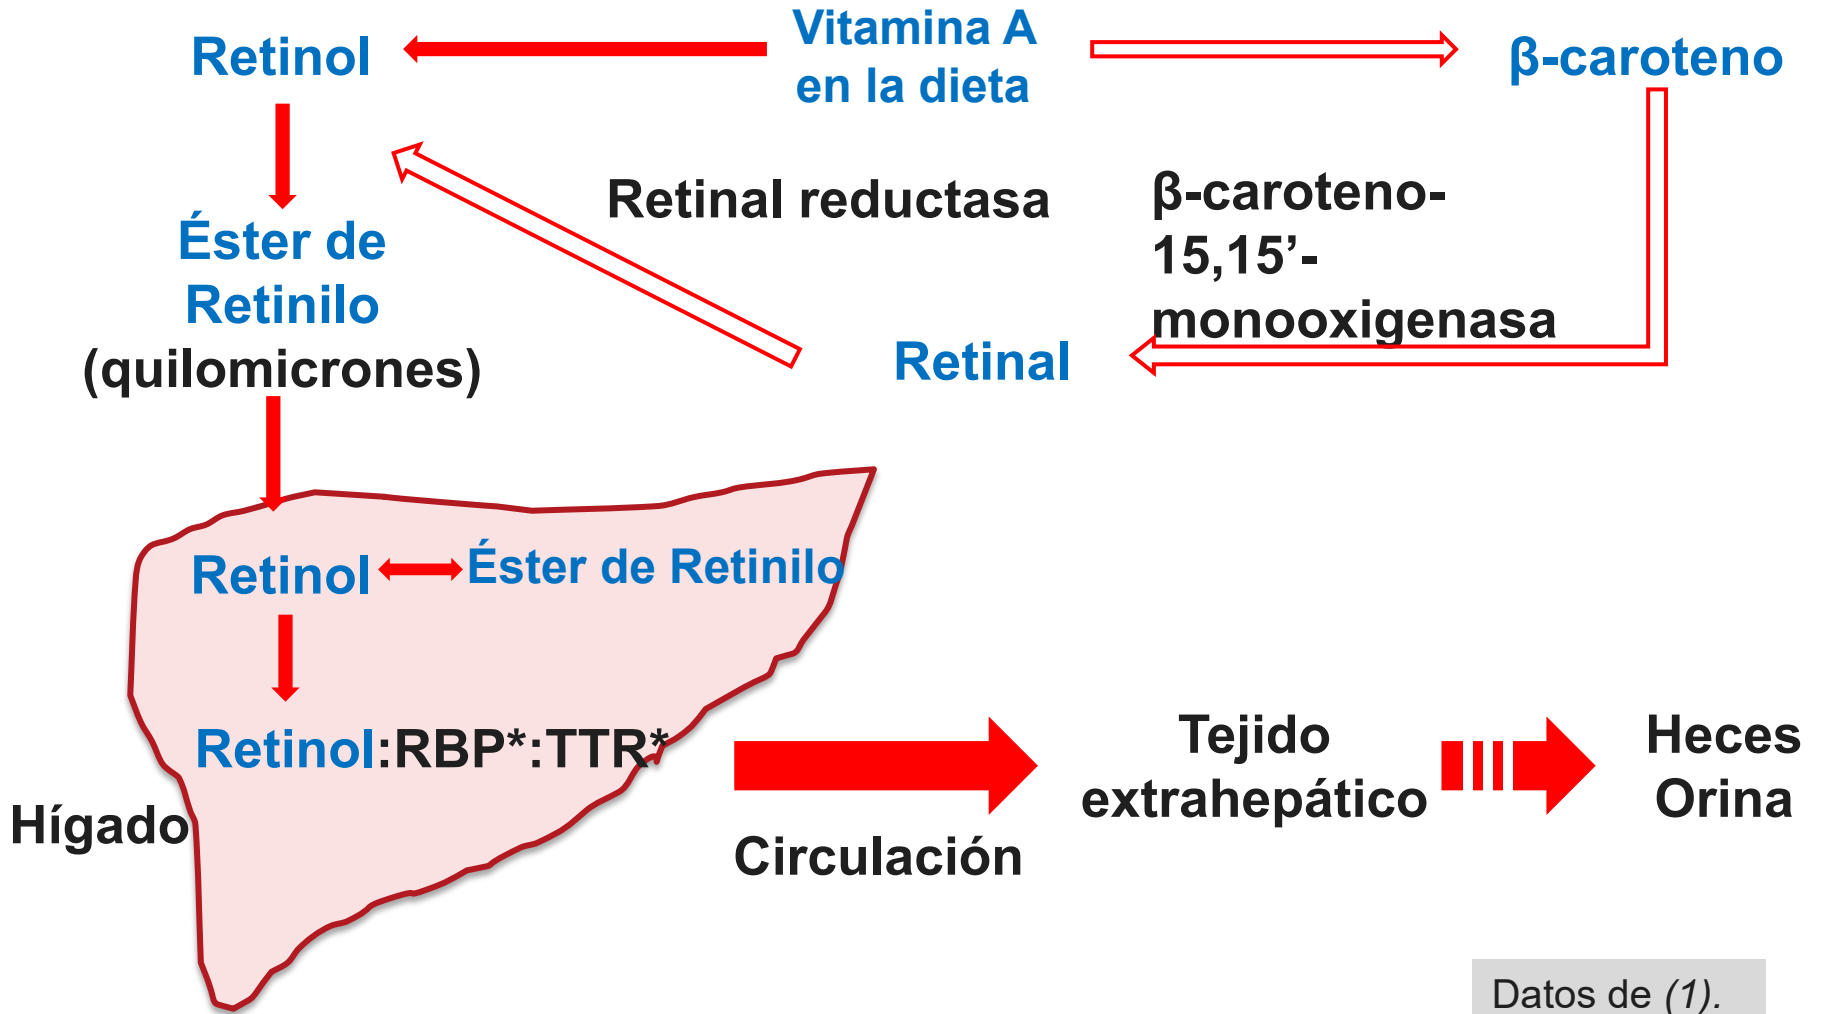 Retinol
Vitamina A
en la dieta
β-caroteno
Retinal reductasa
β-caroteno-
15,15’-
monooxigenasa
Éster de
Retinilo
(quilomicrones)
Retinal
Retinol
Éster de Retinilo
Retinol:RBP*:TTR*
Hígado
Circulación
Tejido
extrahepático
Heces
Orina
Datos de (1).